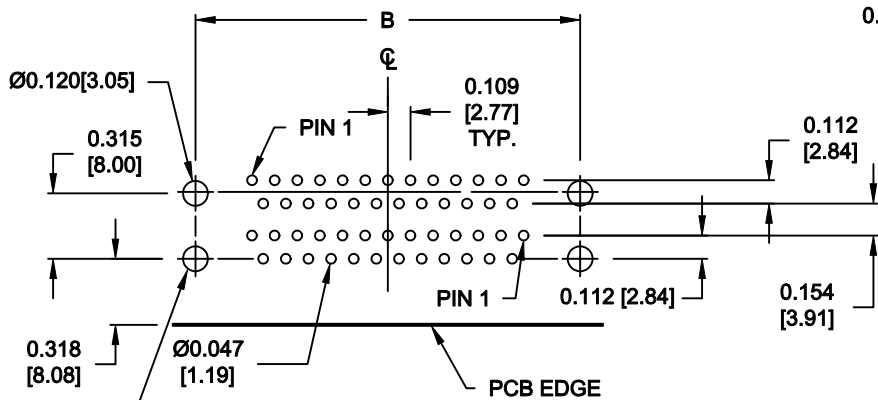 B
0.
℄
Ø0.120[3.05]
0.109
[2.77]
TYP.
PIN 1
0.315
[8.00]
0.112
[2.84]
PIN 1
0.112 [2.84]
0.154
[3.91]
0.318
[8.08]
Ø0.047
[1.19]
PCB EDGE